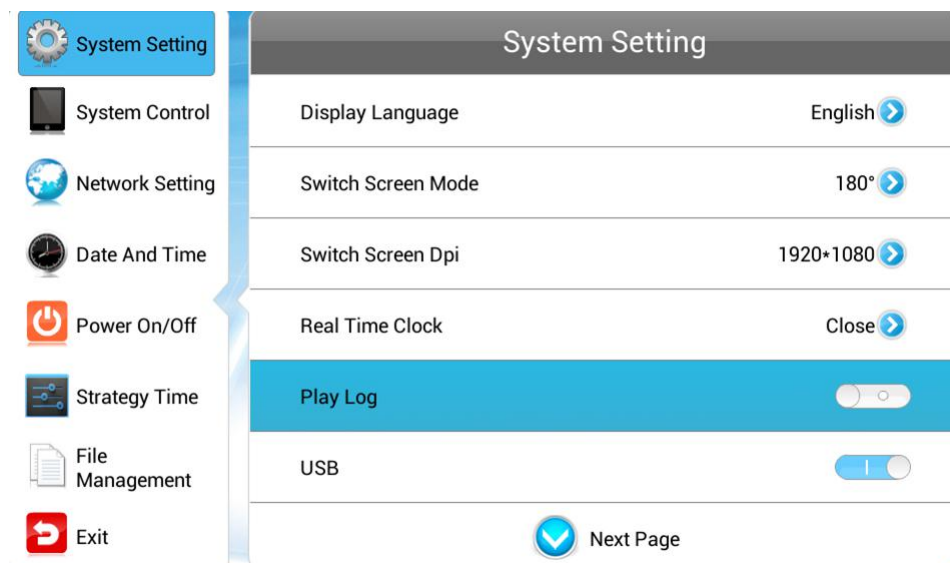 System Setting
System Control
Network Setting
Date And Time
Power On/Off
Strategy Time
File
Management
Exit
System Setting
Display Language English
Switch Screen Mode 180°
Switch Screen Dpi 1920*1080
Real Time Clock Close
Play Log
USB
Next Page